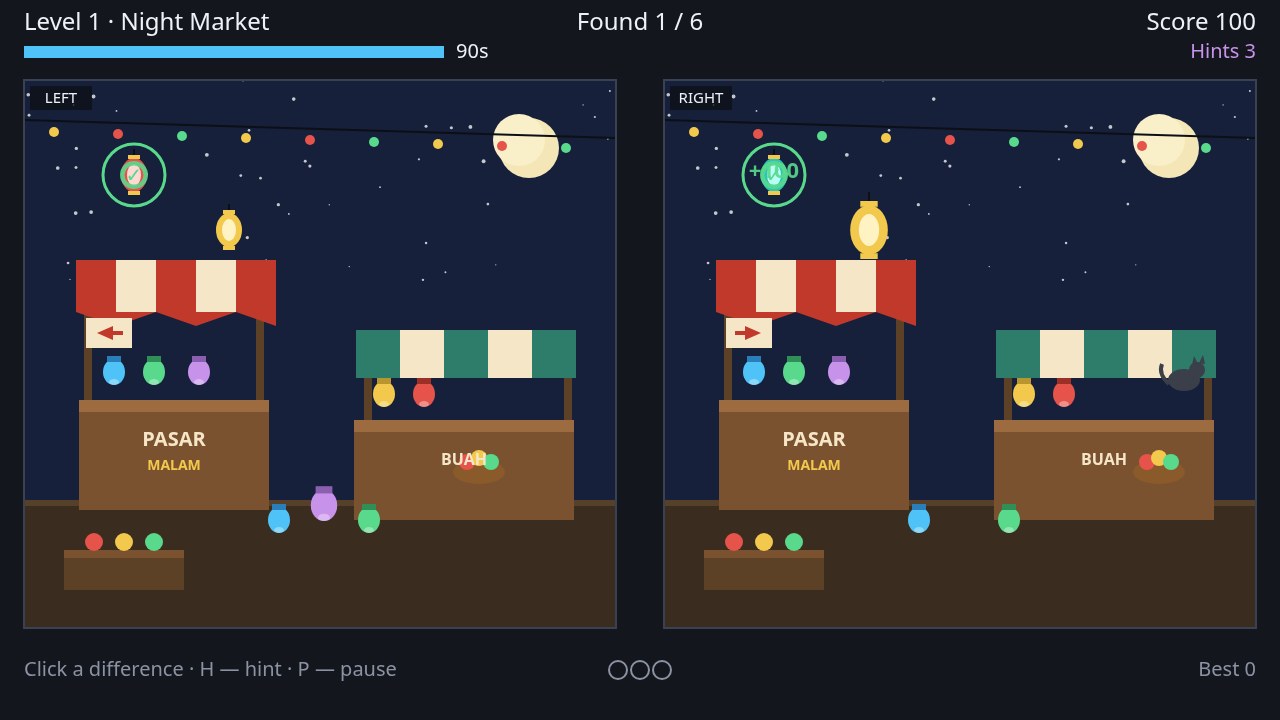 Level 1 · Night Market
Found 1 / 6
Score 100
90s
Hints 3
LEFT
RIGHT
✓
+100
PASAR
MALAM
BUAH
PASAR
MALAM
BUAH
Click a difference · H — hint · P — pause
Best 0